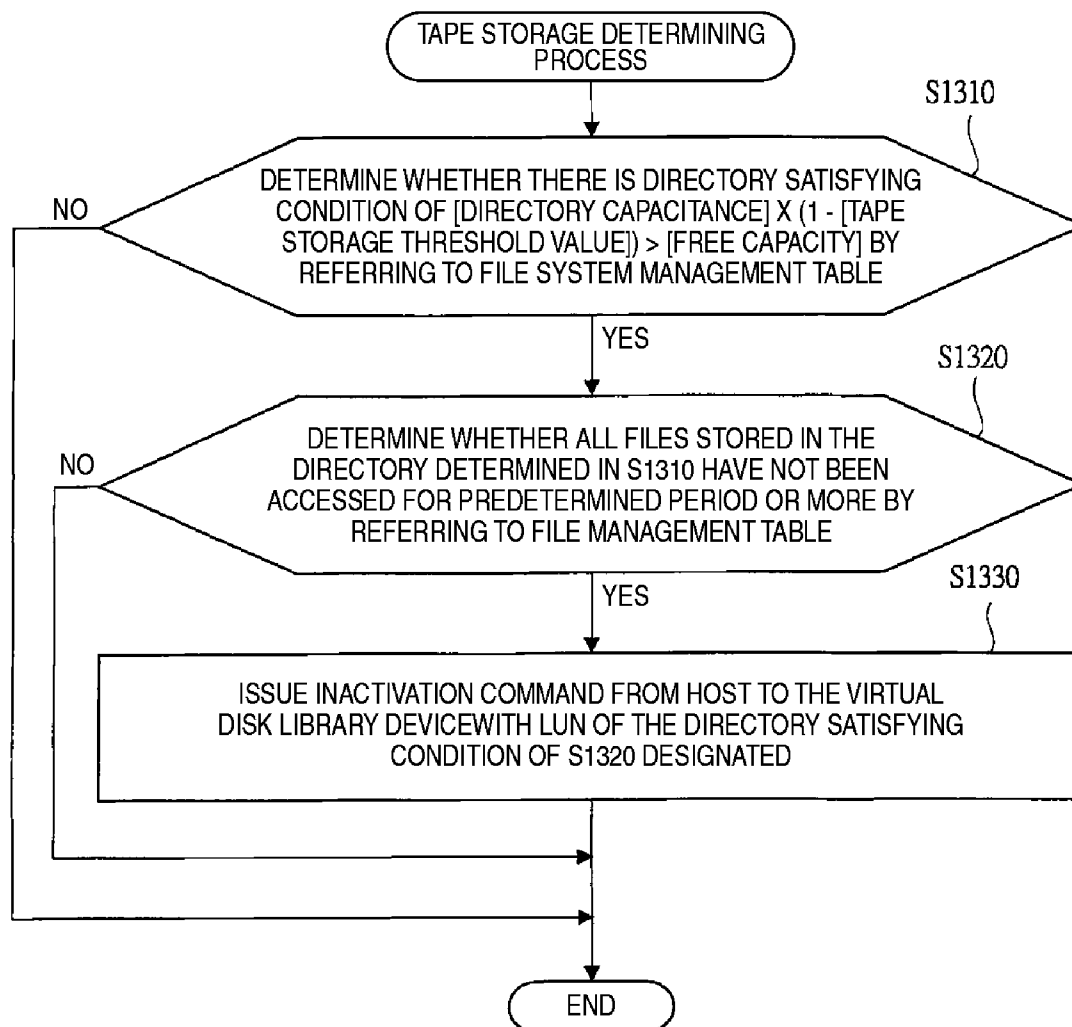 TAPE STORAGE DETERMINING
PROCESS
S1310
DETERMINE WHETHER THERE IS DIRECTORY SATISFYING
CONDITION OF [DIRECTORY CAPACITANCE] X (1 - [TAPE
STORAGE THRESHOLD VALUE]) > [FREE CAPACITY] BY
REFERRING TO FILE SYSTEM MANAGEMENT TABLE
NO
YES
S1320
DETERMINE WHETHER ALL FILES STORED IN THE
DIRECTORY DETERMINED IN S1310 HAVE NOT BEEN
ACCESSED FOR PREDETERMINED PERIOD OR MORE BY
REFERRING TO FILE MANAGEMENT TABLE
NO
YES
S1330
ISSUE INACTIVATION COMMAND FROM HOST TO THE VIRTUAL
DISK LIBRARY DEVICEWITH LUN OF THE DIRECTORY SATISFYING
CONDITION OF S1320 DESIGNATED
END